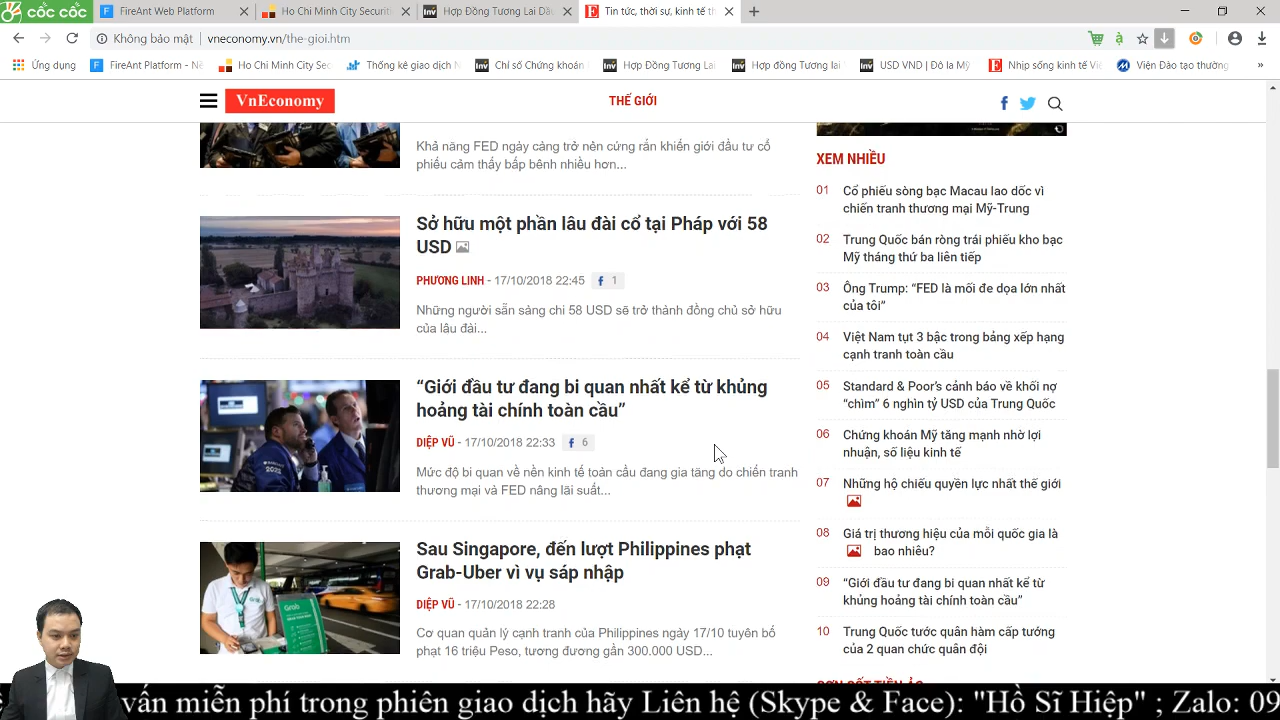 cốc cốc
FireAnt Platform
Ho Chi Minh City Securit
Hợp Đồng Tương Lai Dầu
Tin tức, thời sự, kinh tế th
Không bảo mật | vneconomy.vn/the-gioi.htm
Ứng dụng
FireAnt Platform - Nề
Ho Chi Minh City Sec
Thống kê giao dịch N
Chỉ số Chứng khoán
Hợp Đồng Tương Lai
Hợp đồng Tương lai
USD VND | Đô la Mỹ
Nhịp sống kinh tế Việ
Viện Đào tạo thường
»
VnEconomy
THẾ GIỚI
Khả năng FED ngày càng trở nên cứng rắn khiến giới đầu tư cổ
phiếu cảm thấy bấp bênh nhiều hơn...
Sở hữu một phần lâu đài cổ tại Pháp với 58
USD
PHƯƠNG LINH - 17/10/2018 22:45 1
Những người sẵn sàng chi 58 USD sẽ trở thành đồng chủ sở hữu
của lâu đài...
“Giới đầu tư đang bi quan nhất kể từ khủng
hoảng tài chính toàn cầu”
DIỆP VŨ - 17/10/2018 22:33 6
Mức độ bi quan về nền kinh tế toàn cầu đang gia tăng do chiến tranh
thương mại và FED nâng lãi suất...
Sau Singapore, đến lượt Philippines phạt
Grab-Uber vì vụ sáp nhập
DIỆP VŨ - 17/10/2018 22:28
Cơ quan quản lý cạnh tranh của Philippines ngày 17/10 tuyên bố
phạt 16 triệu Peso, tương đương gần 300.000 USD...
Grab
XEM NHIỀU
01 Cổ phiếu sòng bạc Macau lao dốc vì
chiến tranh thương mại Mỹ-Trung
02 Trung Quốc bán ròng trái phiếu kho bạc
Mỹ tháng thứ ba liên tiếp
03 Ông Trump: “FED là mối đe dọa lớn nhất
của tôi”
04 Việt Nam tụt 3 bậc trong bảng xếp hạng
cạnh tranh toàn cầu
05 Standard & Poor’s cảnh báo về khối nợ
“chìm” 6 nghìn tỷ USD của Trung Quốc
06 Chứng khoán Mỹ tăng mạnh nhờ lợi
nhuận, số liệu kinh tế
07 Những hộ chiếu quyền lực nhất thế giới
08 Giá trị thương hiệu của mỗi quốc gia là
bao nhiêu?
09 “Giới đầu tư đang bi quan nhất kể từ
khủng hoảng tài chính toàn cầu”
10 Trung Quốc tước quân hàm cấp tướng
của 2 quan chức quân đội
vấn miễn phí trong phiên giao dịch hãy Liên hệ (Skype & Face): "Hồ Sĩ Hiệp" ; Zalo: 09